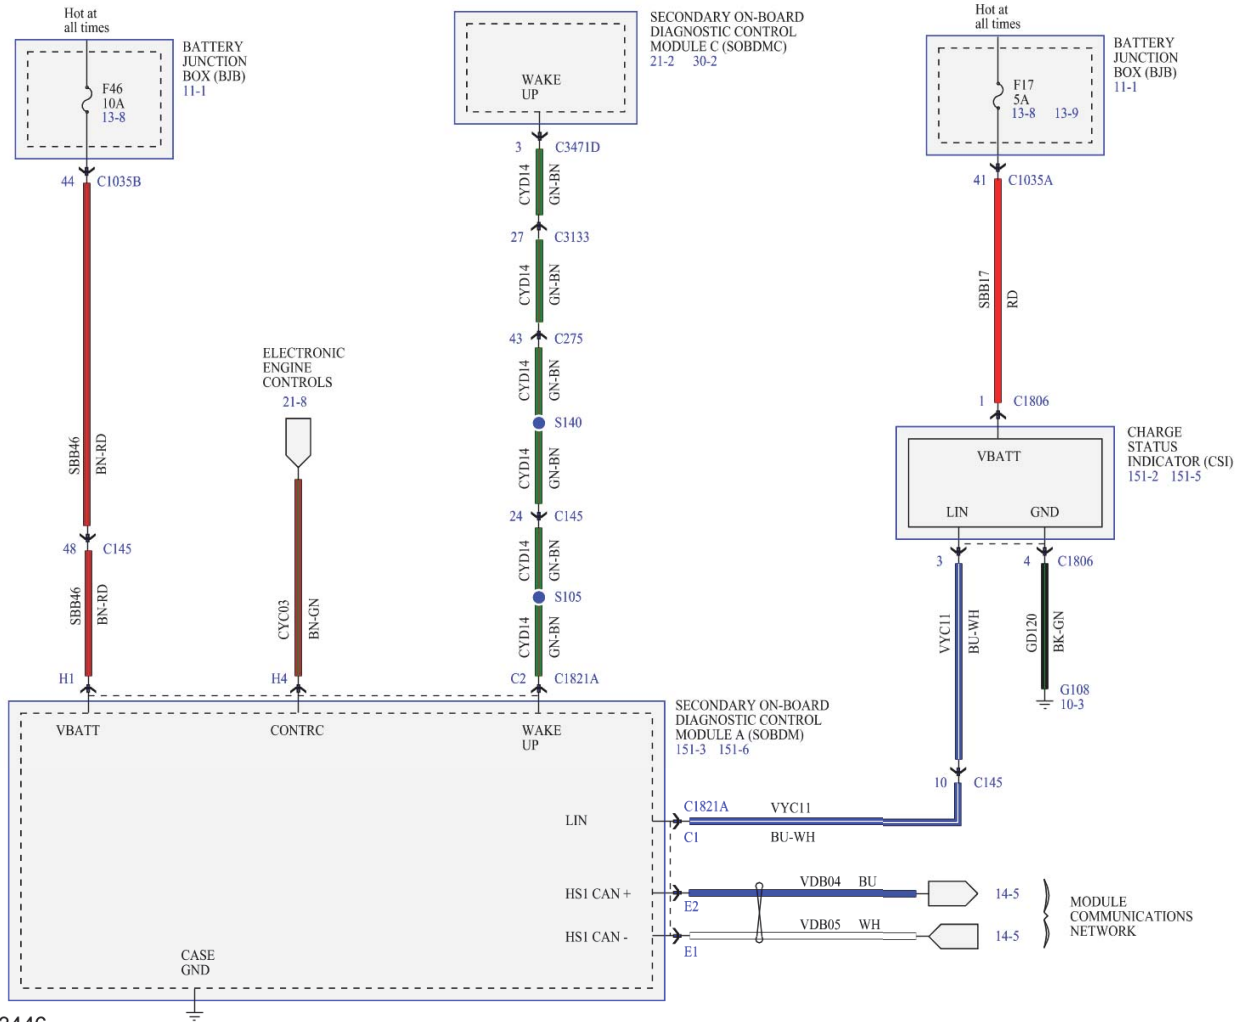 Hot at
all times
BATTERY
JUNCTION
BOX (BJB)
11-1
F46
10A
13-8
44 C1035B
SBB46
BN-RD
48 C145
SBB46
BN-RD
H1
ELECTRONIC
ENGINE
CONTROLS
21-8
CYC03
BN-GN
H4
SECONDARY ON-BOARD
DIAGNOSTIC CONTROL
MODULE C (SOBDMC)
21-2 30-2
WAKE
UP
3 C3471D
CYD14
GN-BN
27 C3133
CYD14
GN-BN
43 C275
CYD14
GN-BN
S140
CYD14
GN-BN
24 C145
CYD14
GN-BN
S105
CYD14
GN-BN
C2 C1821A
Hot at
all times
BATTERY
JUNCTION
BOX (BJB)
11-1
F17
5A
13-8 13-9
41 C1035A
SBB17
RD
1 C1806
CHARGE
STATUS
INDICATOR (CSI)
151-2 151-5
VBATT
LIN GND
3 4 C1806
VYC11
BU-WH
GD120
BK-GN
G108
10-3
10 C145
SECONDARY ON-BOARD
DIAGNOSTIC CONTROL
MODULE A (SOBDM)
151-3 151-6
VBATT
CONTRC
WAKE
UP
LIN
C1821A
C1
VYC11
BU-WH
HS1 CAN +
E2
VDB04 BU
14-5
HS1 CAN -
E1
VDB05 WH
14-5
MODULE
COMMUNICATIONS
NETWORK
CASE
GND